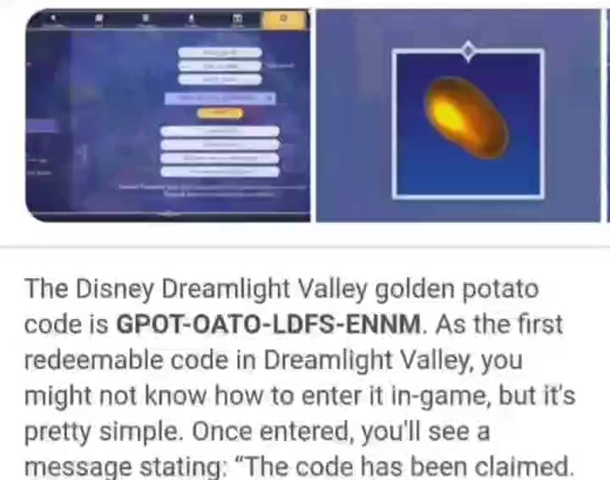 The Disney Dreamlight Valley golden potato
code is GPOT-OATO-LDFS-ENNM. As the first
redeemable code in Dreamlight Valley, you
might not know how to enter it in-game, but it's
pretty simple. Once entered, you'll see a
message stating: “The code has been claimed.